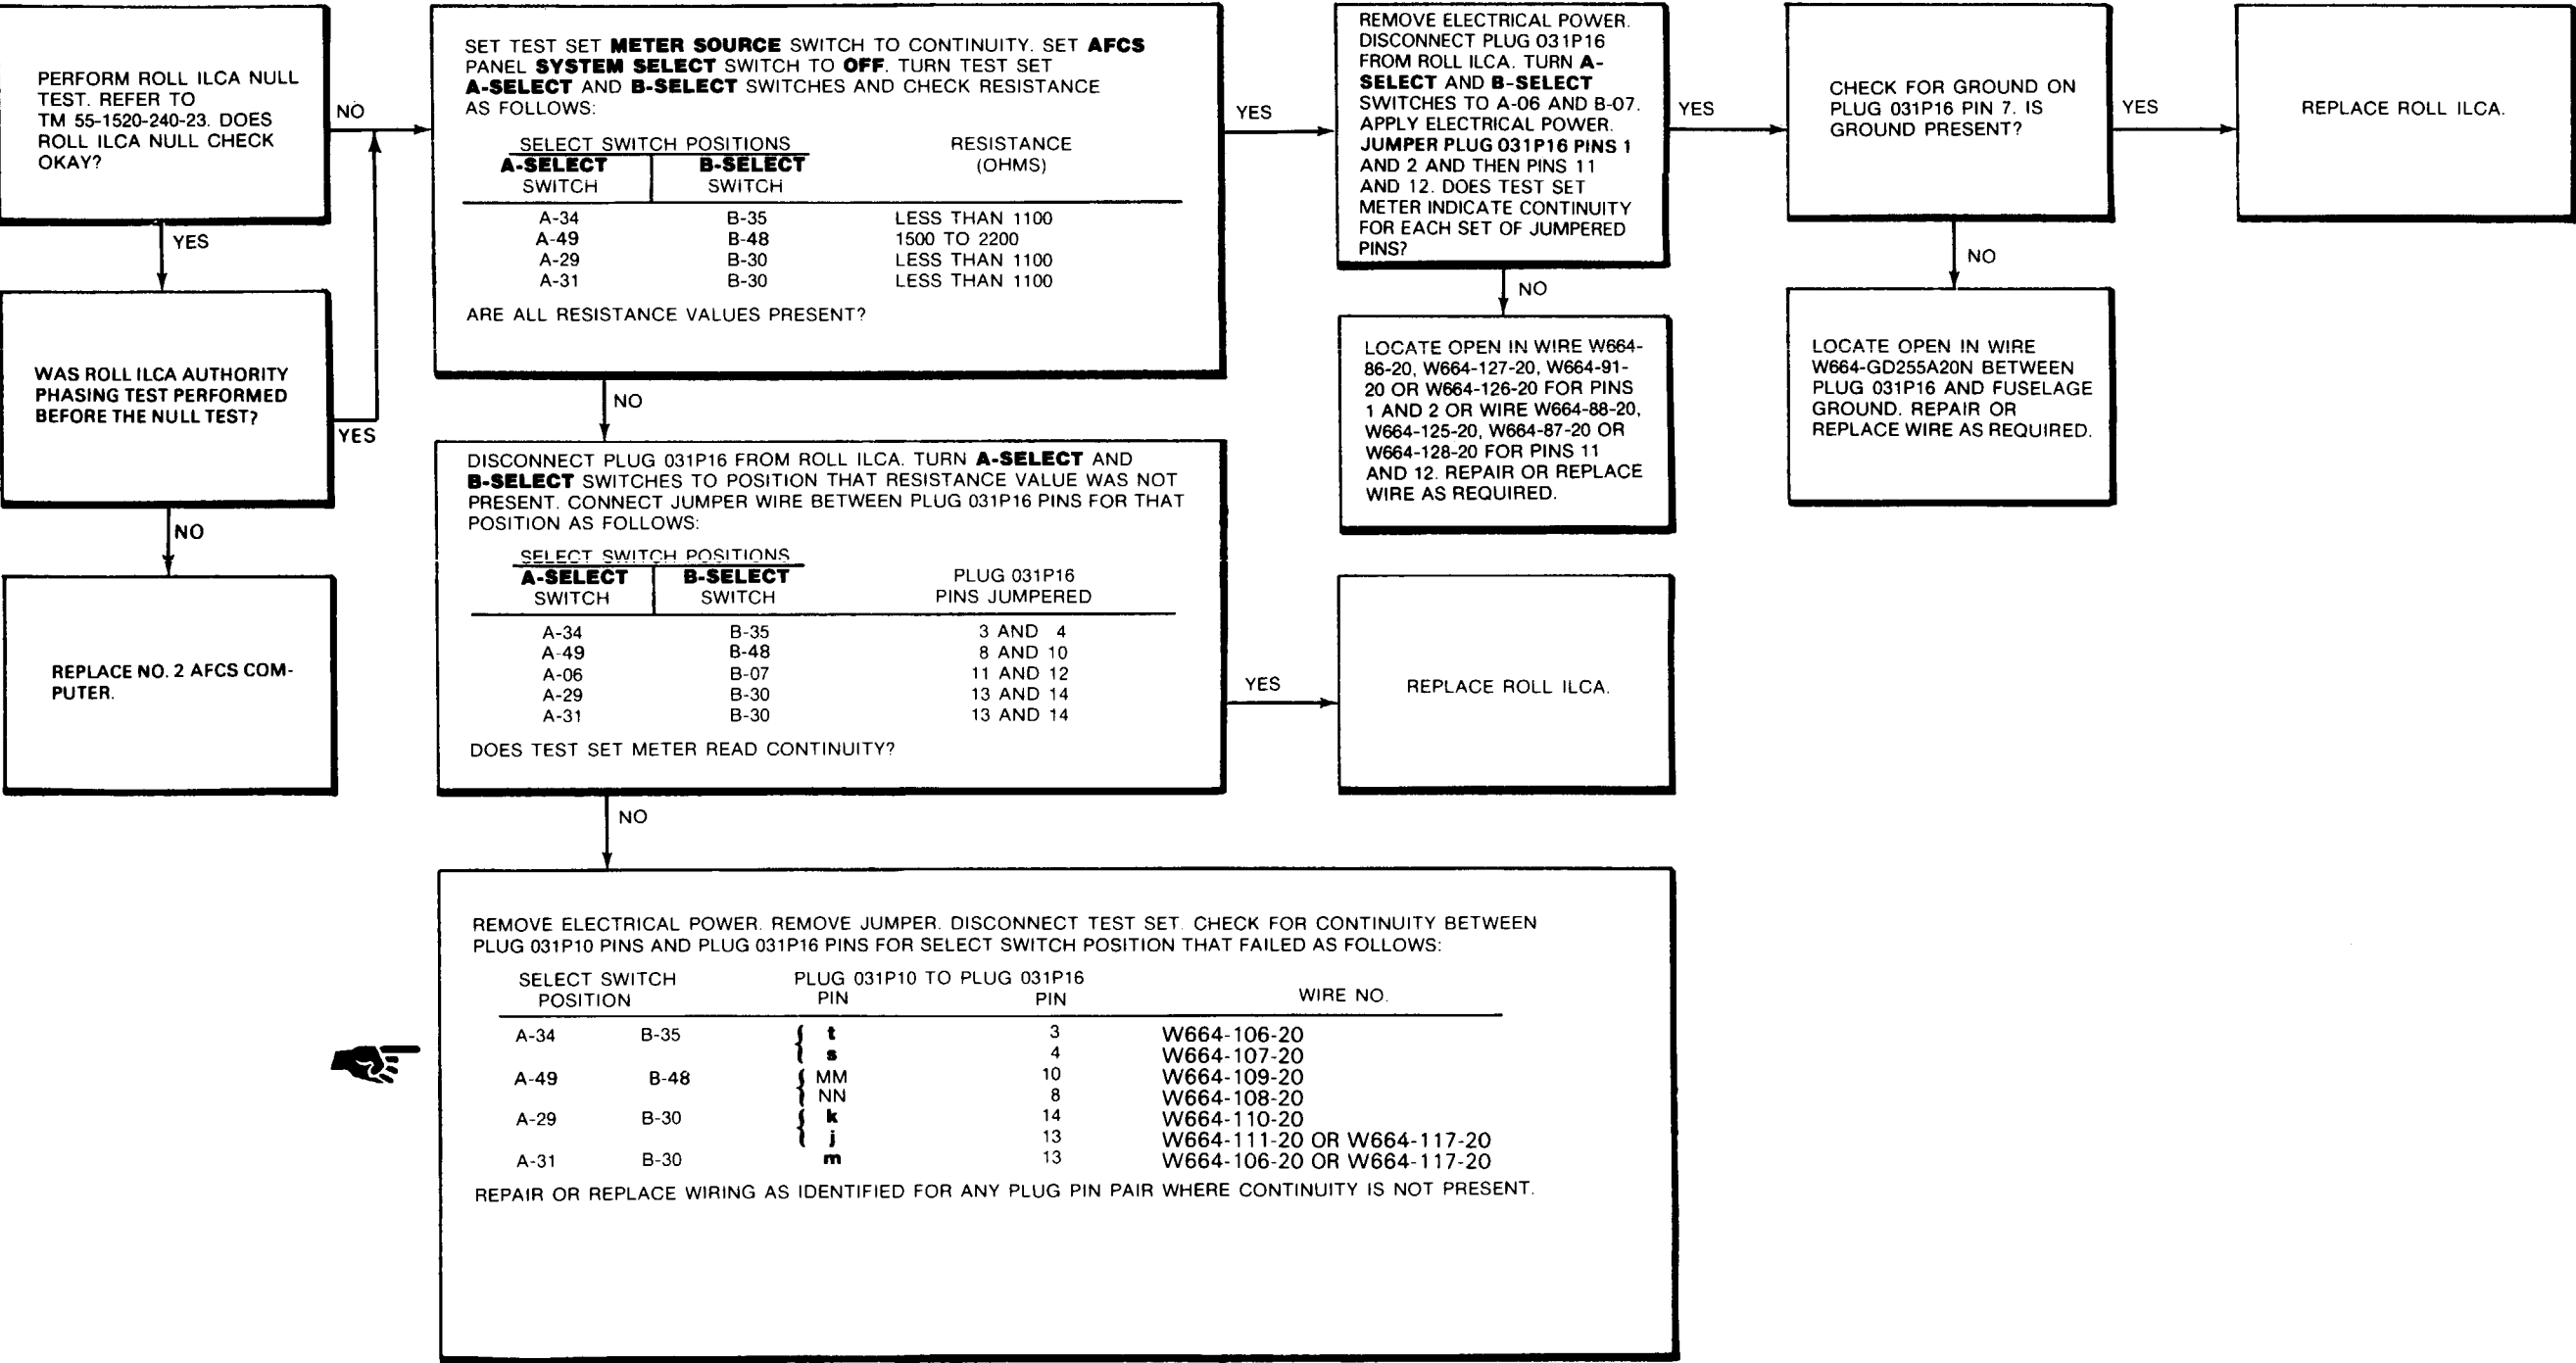 PERFORM ROLL ILCA NULL
TEST. REFER TO
TM 55-1520-240-23. DOES
ROLL ILCA NULL CHECK
OKAY?
NO
YES
WAS ROLL ILCA AUTHORITY
PHASING TEST PERFORMED
BEFORE THE NULL TEST?
YES
NO
REPLACE NO. 2 AFCS COM-
PUTER.
SET TEST SET METER SOURCE SWITCH TO CONTINUITY. SET AFCS
PANEL SYSTEM SELECT SWITCH TO OFF. TURN TEST SET
A-SELECT AND B-SELECT SWITCHES AND CHECK RESISTANCE
AS FOLLOWS:
SELECT SWITCH POSITIONS RESISTANCE
A-SELECT B-SELECT (OHMS)
SWITCH SWITCH
A-34 B-35 LESS THAN 1100
A-49 B-48 1500 TO 2200
A-29 B-30 LESS THAN 1100
A-31 B-30 LESS THAN 1100
ARE ALL RESISTANCE VALUES PRESENT?
YES
NO
DISCONNECT PLUG 031P16 FROM ROLL ILCA. TURN A-SELECT AND
B-SELECT SWITCHES TO POSITION THAT RESISTANCE VALUE WAS NOT
PRESENT. CONNECT JUMPER WIRE BETWEEN PLUG 031P16 PINS FOR THAT
POSITION AS FOLLOWS:
SELECT SWITCH POSITIONS
A-SELECT B-SELECT PLUG 031P16
SWITCH SWITCH PINS JUMPERED
A-34 B-35 3 AND 4
A-49 B-48 8 AND 10
A-06 B-07 11 AND 12
A-29 B-30 13 AND 14
A-31 B-30 13 AND 14
DOES TEST SET METER READ CONTINUITY?
YES
NO
REPLACE ROLL ILCA.
REMOVE ELECTRICAL POWER.
DISCONNECT PLUG 031P16
FROM ROLL ILCA. TURN A-
SELECT AND B-SELECT
SWITCHES TO A-06 AND B-07.
APPLY ELECTRICAL POWER.
JUMPER PLUG 031P16 PINS 1
AND 2 AND THEN PINS 11
AND 12. DOES TEST SET
METER INDICATE CONTINUITY
FOR EACH SET OF JUMPERED
PINS?
YES
NO
LOCATE OPEN IN WIRE W664-
86-20, W664-127-20, W664-91-
20 OR W664-126-20 FOR PINS
1 AND 2 OR WIRE W664-88-20,
W664-125-20, W664-87-20 OR
W664-128-20 FOR PINS 11
AND 12. REPAIR OR REPLACE
WIRE AS REQUIRED.
CHECK FOR GROUND ON
PLUG 031P16 PIN 7. IS
GROUND PRESENT?
YES
NO
LOCATE OPEN IN WIRE
W664-GD255A20N BETWEEN
PLUG 031P16 AND FUSELAGE
GROUND. REPAIR OR
REPLACE WIRE AS REQUIRED.
REPLACE ROLL ILCA.
REMOVE ELECTRICAL POWER. REMOVE JUMPER. DISCONNECT TEST SET. CHECK FOR CONTINUITY BETWEEN
PLUG 031P10 PINS AND PLUG 031P16 PINS FOR SELECT SWITCH POSITION THAT FAILED AS FOLLOWS:
SELECT SWITCH PLUG 031P10 TO PLUG 031P16
POSITION PIN PIN WIRE NO.
A-34 B-35 { t 3 W664-106-20
s 4 W664-107-20
A-49 B-48 { MM 10 W664-109-20
NN 8 W664-108-20
A-29 B-30 { k 14 W664-110-20
j 13 W664-111-20 OR W664-117-20
A-31 B-30 m 13 W664-106-20 OR W664-117-20
REPAIR OR REPLACE WIRING AS IDENTIFIED FOR ANY PLUG PIN PAIR WHERE CONTINUITY IS NOT PRESENT.